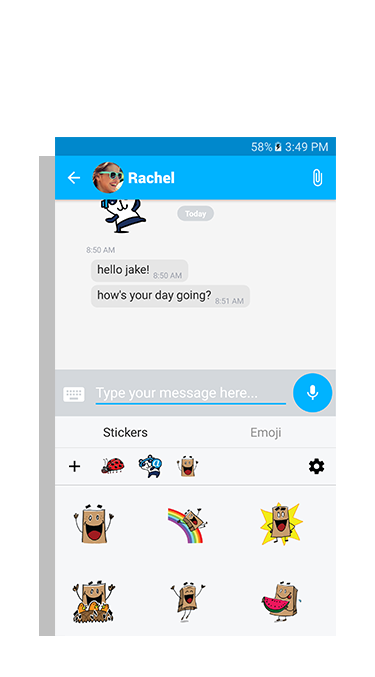 58% 3:49 PM
Rachel
Today
8:50 AM
hello jake! 8:50 AM
how's your day going? 8:51 AM
Type your message here...
Stickers Emoji